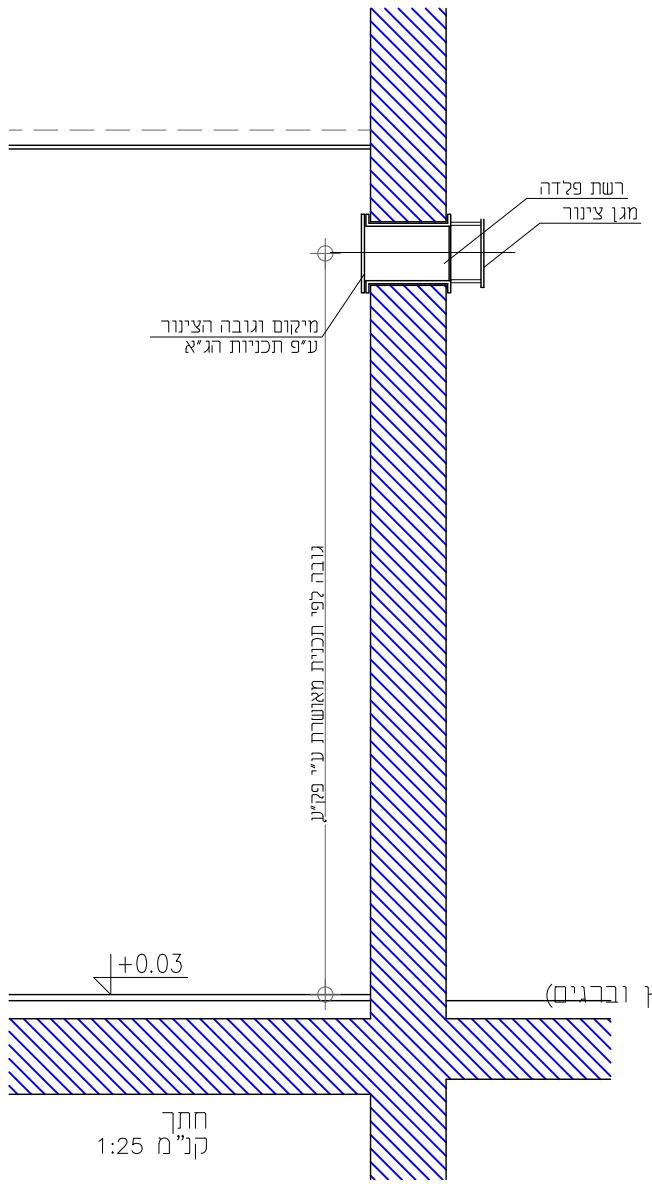 רשת פלדה
מגן צינור
מיקום וגובה הצינור
ע"פ תכניות הג"א
גובה לפי תכנית מאושרת ע"י פק"ע
+0.03
ץ וברגים)
חתך
קנ"מ 1:25